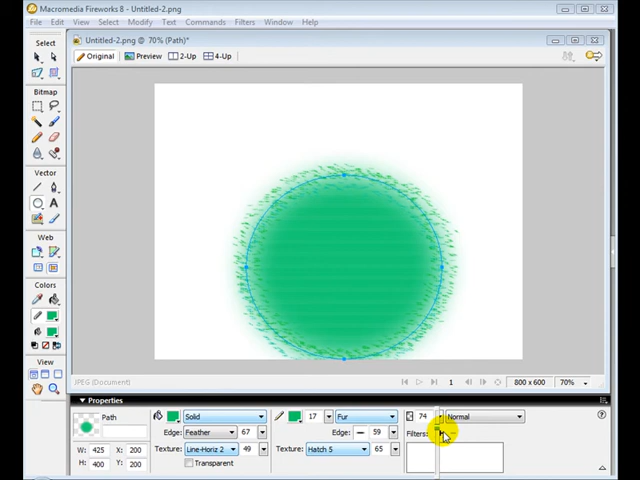 Macromedia Fireworks 8 - Untitled-2.png
File Edit View Select Modify Text Commands Filters Window Help
Select
Untitled-2.png @ 70% (Path)*
Original Preview 2-Up 4-Up
Bitmap
Vector
A
Web
Colors
View
JPEG (Document)
1 800 x 600 70%
Properties
Path Solid 17 Fur 74 Normal
Edge: Feather 67 Edge: 59 Filters:
W: 425 X: 200 Texture: Line-Horiz 2 49 Texture: Hatch 5 65
H: 400 Y: 200 Transparent